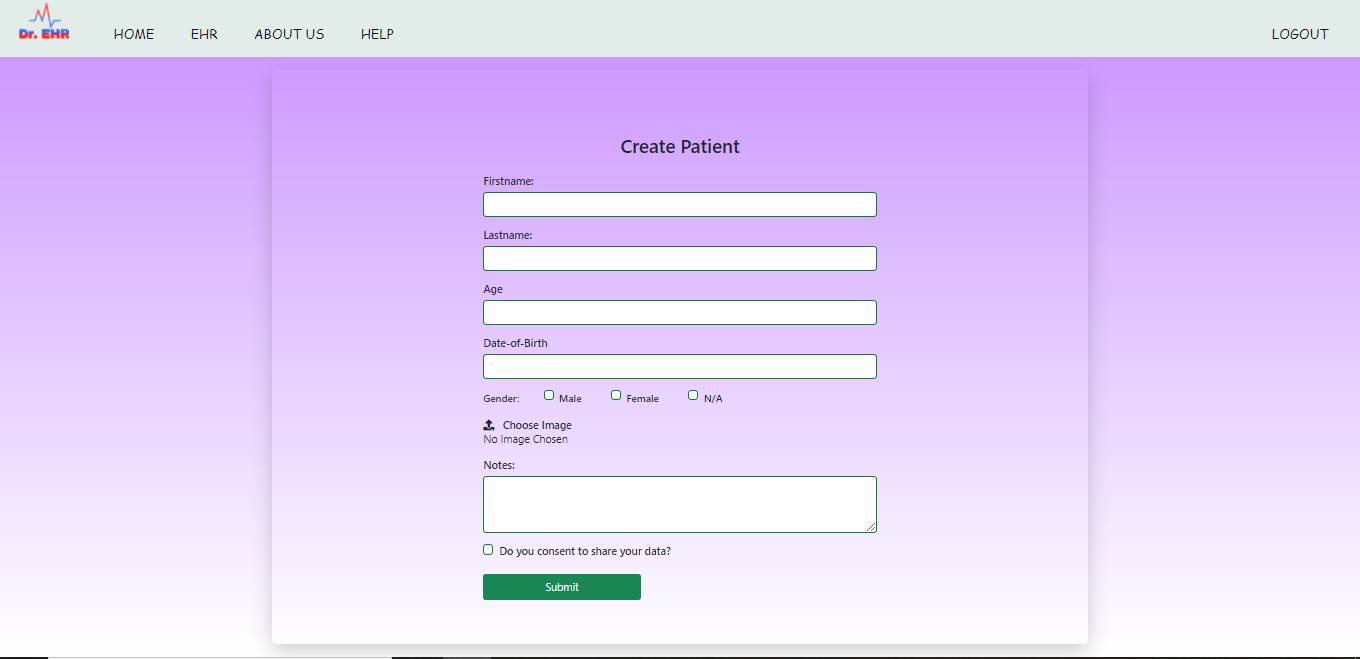 Dr. EHR
HOME EHR ABOUT US HELP LOGOUT
Create Patient
Firstname:
Lastname:
Age
Date-of-Birth
Gender: Male Female N/A
Choose Image
No Image Chosen
Notes:
Do you consent to share your data?
Submit